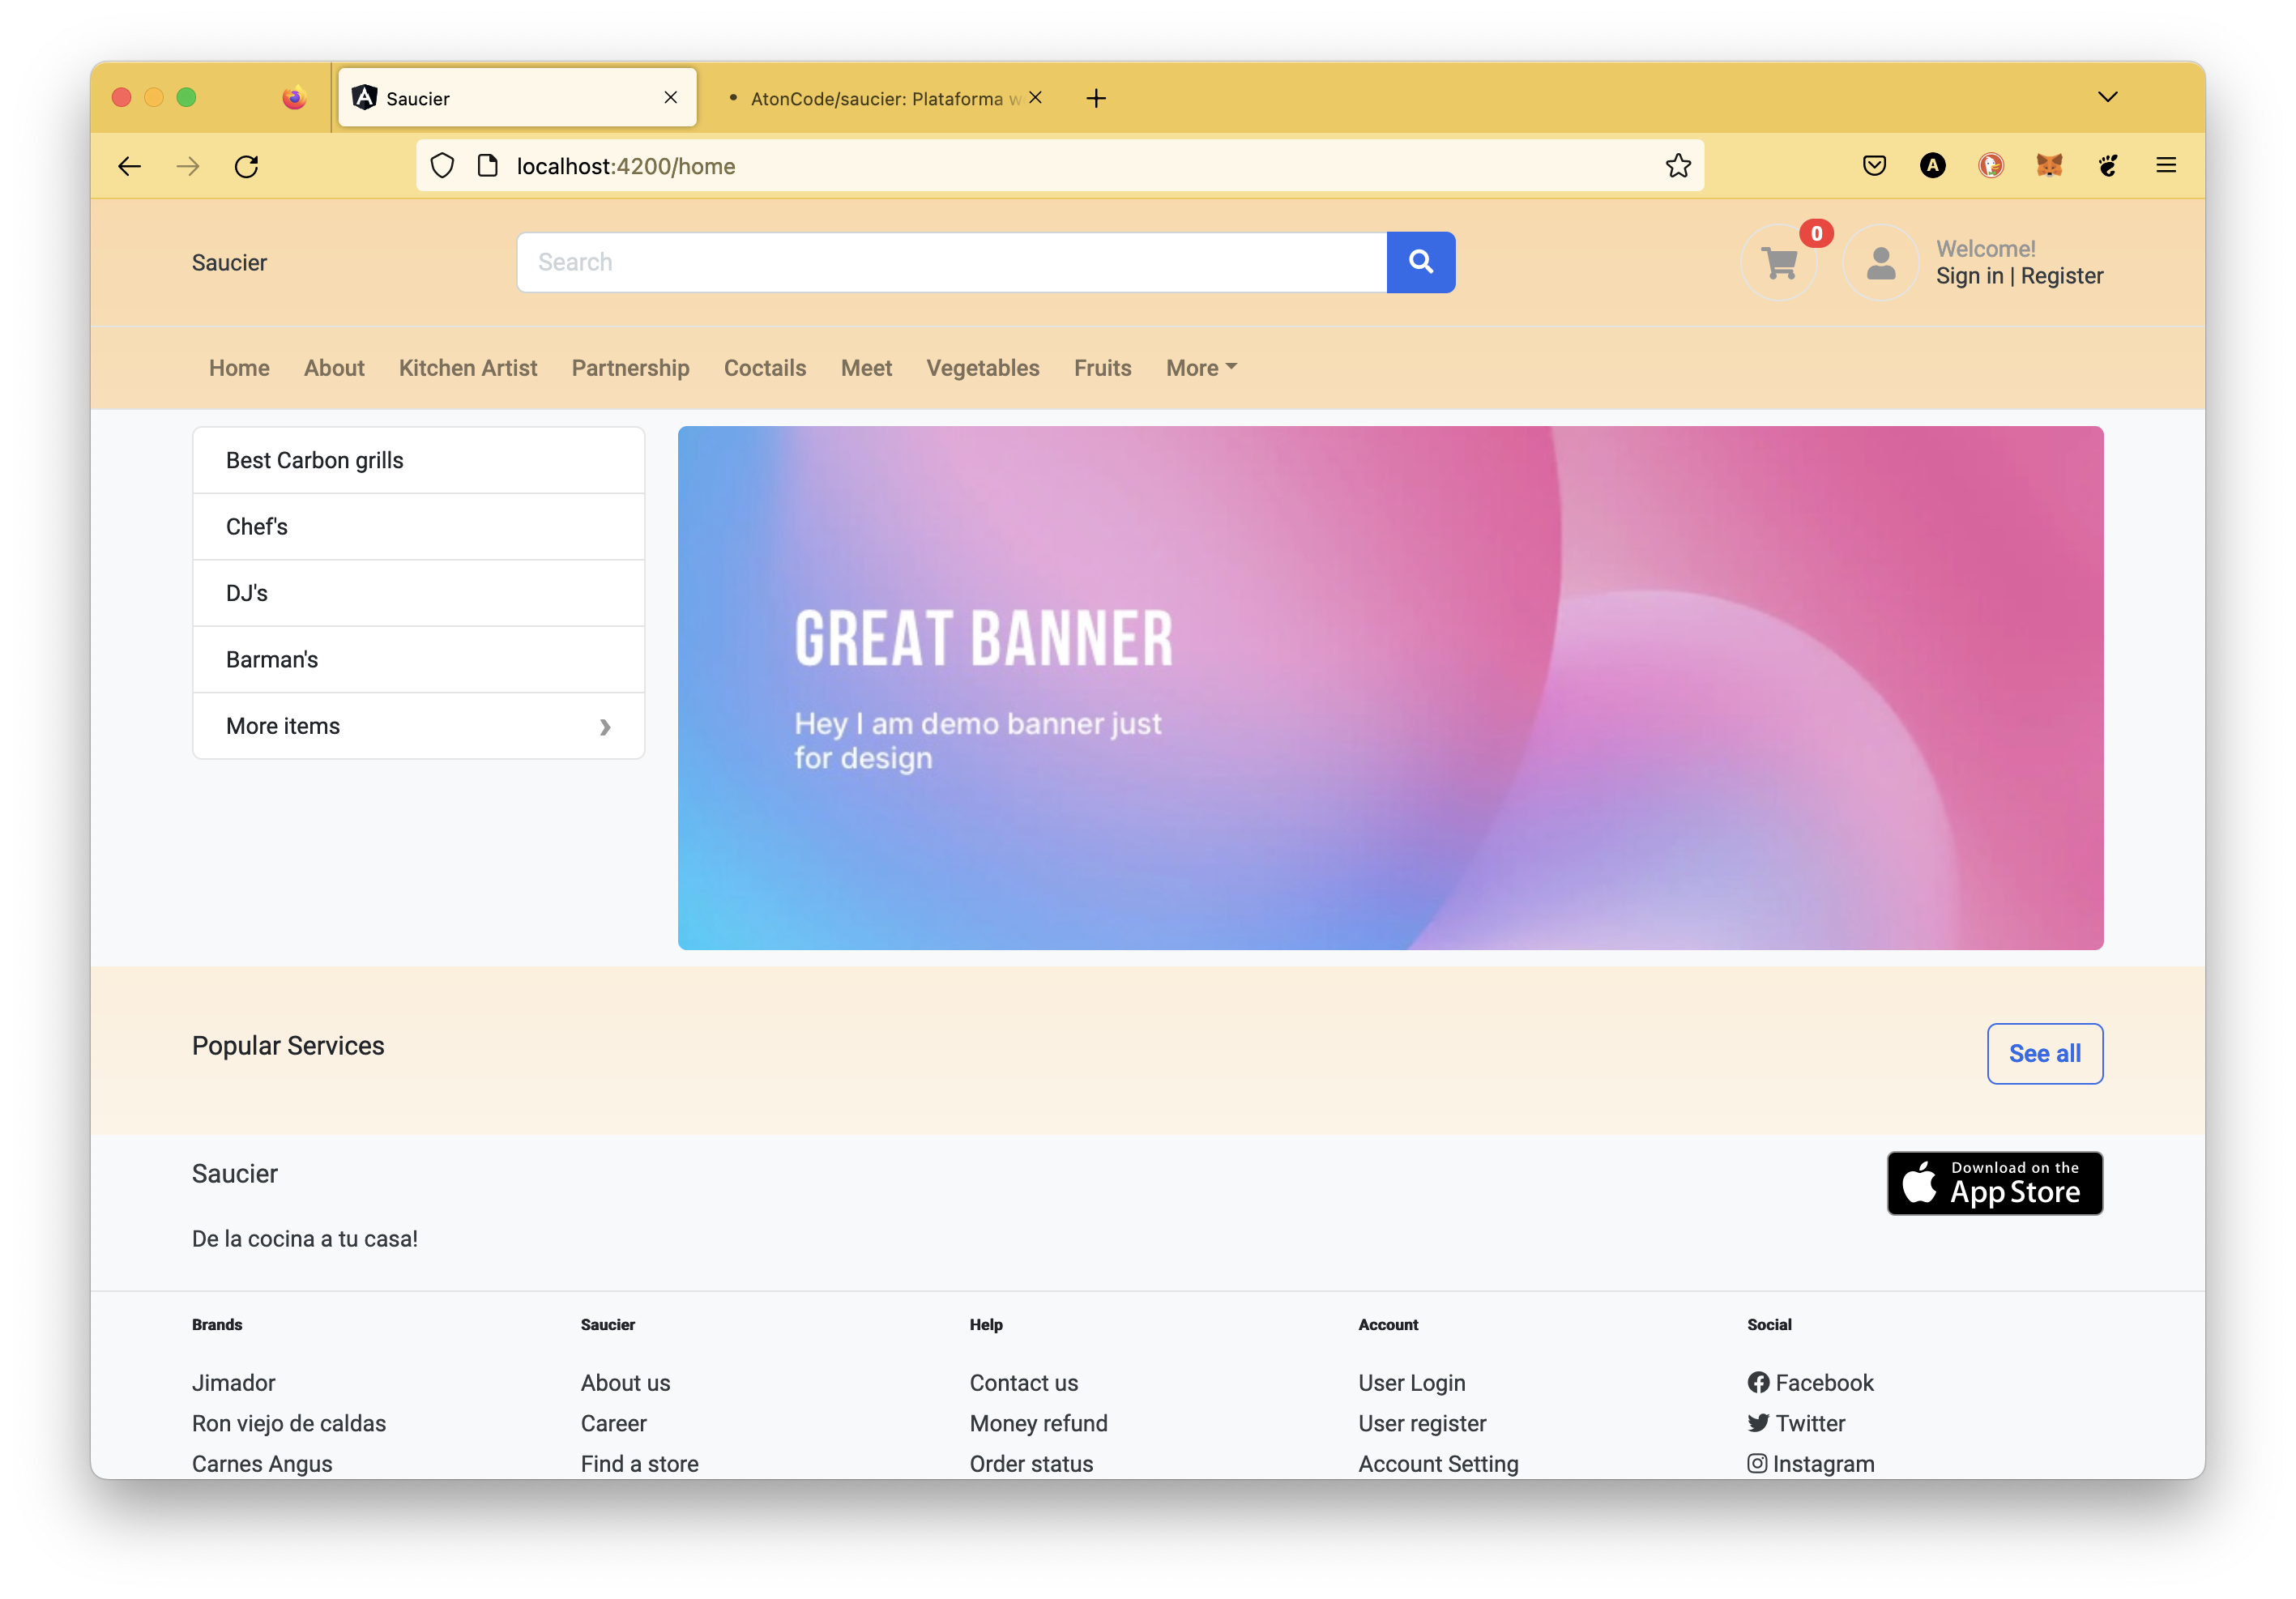 Saucier
AtonCode/saucier: Plataforma w
localhost:4200/home
Saucier
Search
0
Welcome!
Sign in | Register
Home About Kitchen Artist Partnership Coctails Meet Vegetables Fruits More
Best Carbon grills
Chef's
DJ's
Barman's
More items
GREAT BANNER
Hey I am demo banner just
for design
Popular Services
See all
Saucier
Download on the
App Store
De la cocina a tu casa!
Brands Saucier Help Account Social
Jimador About us Contact us User Login Facebook
Ron viejo de caldas Career Money refund User register Twitter
Carnes Angus Find a store Order status Account Setting Instagram